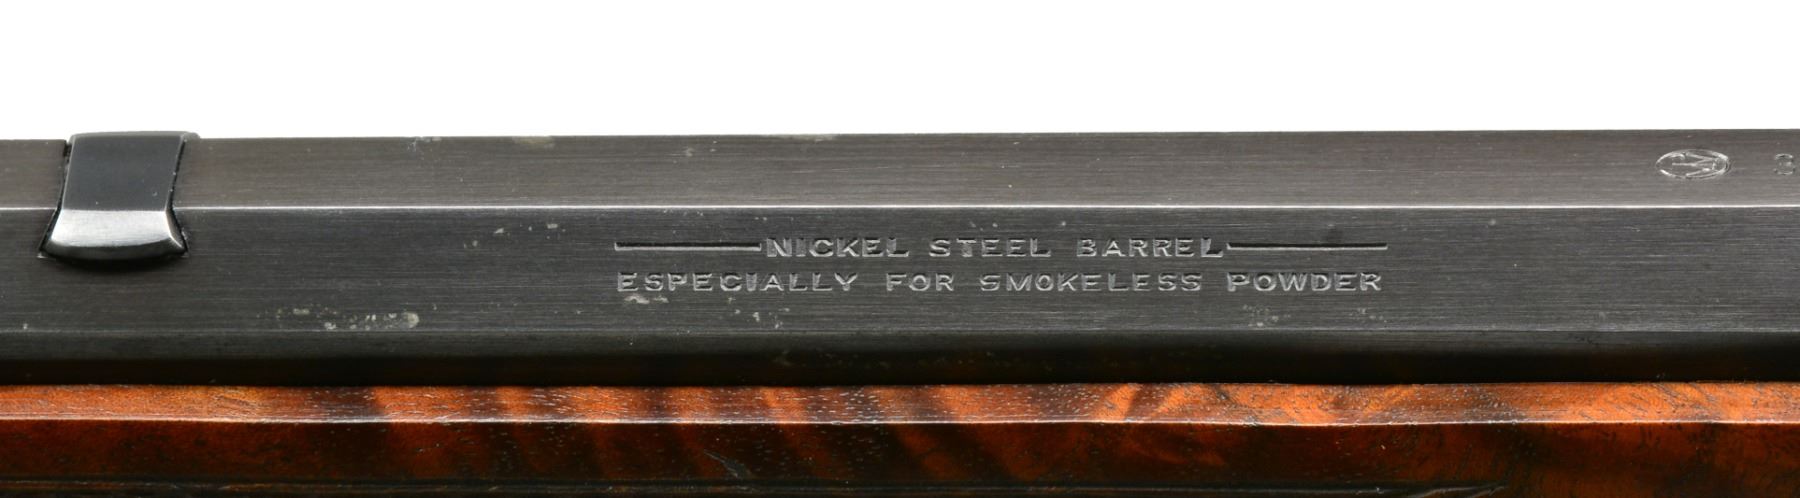 NICKEL STEEL BARREL
ESPECIALLY FOR SMOKELESS POWDER